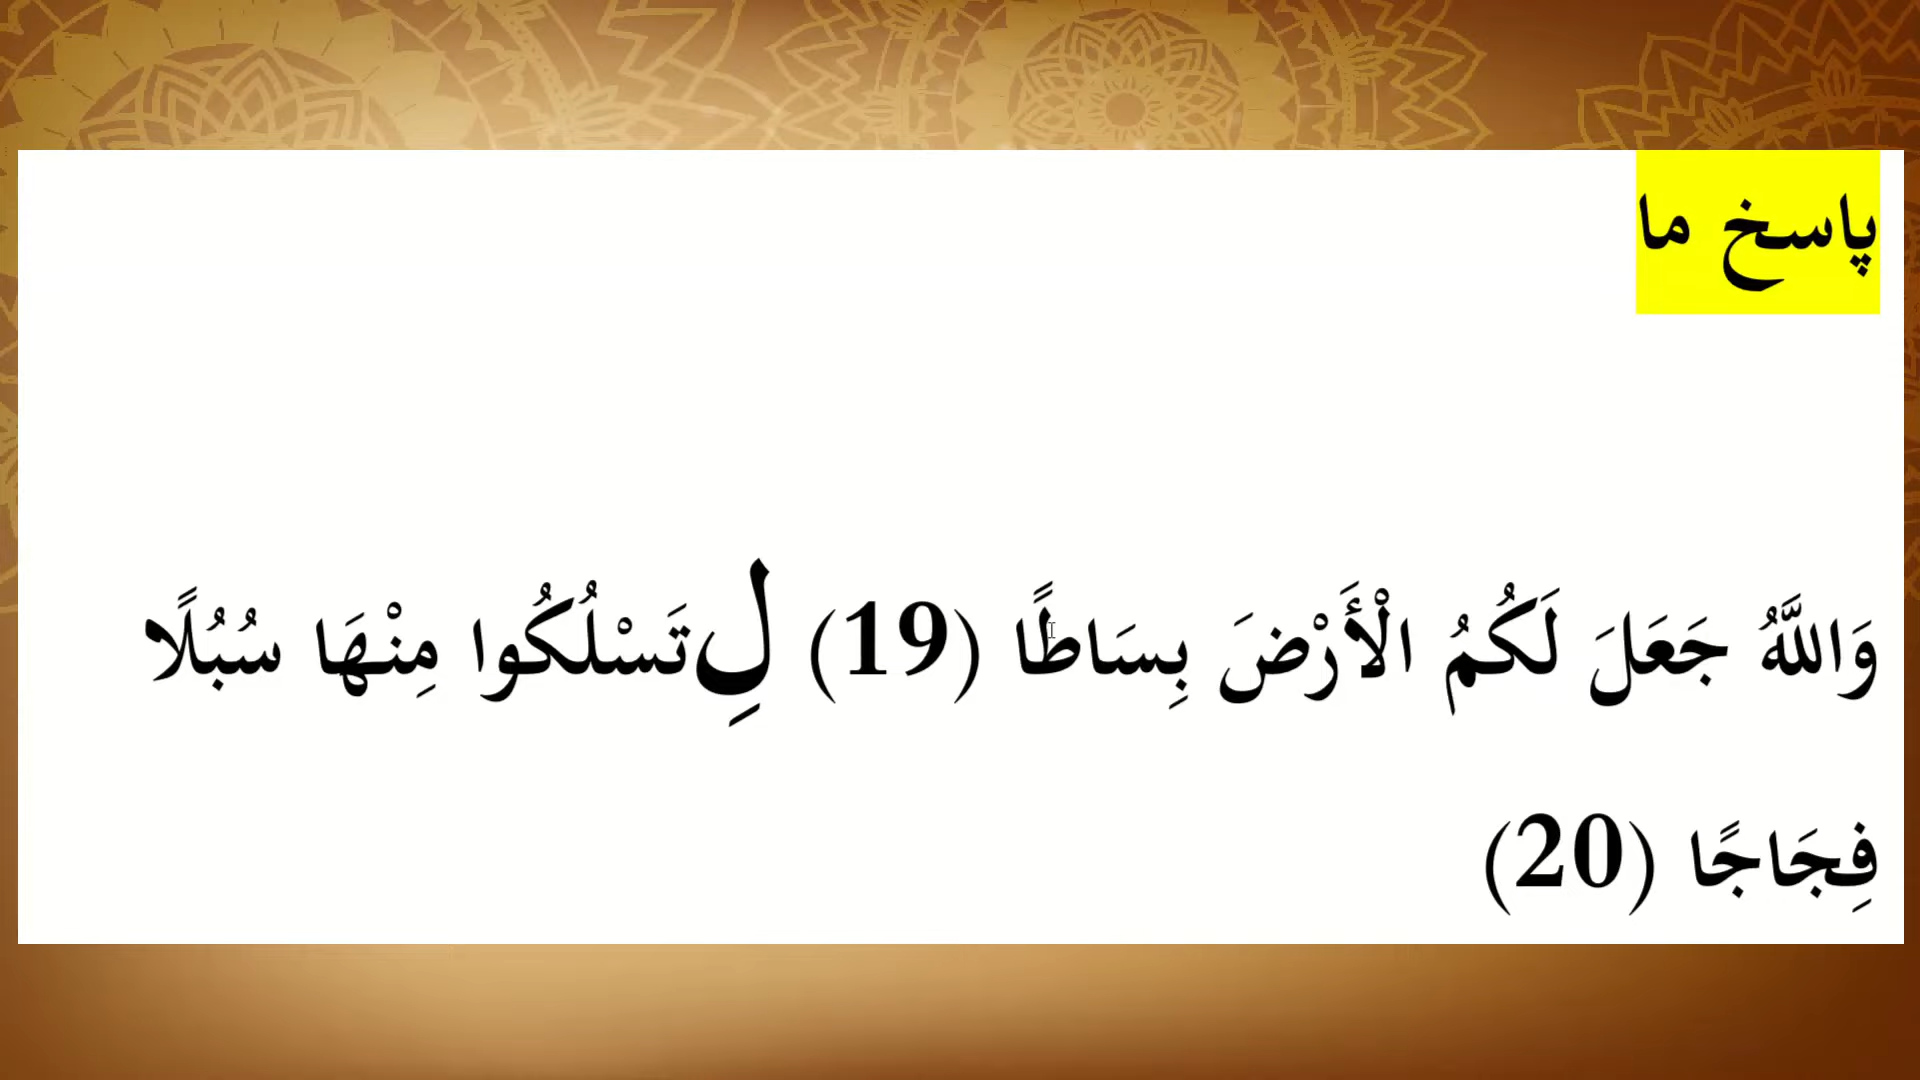 پاسخ ما
وَاللَّهُ جَعَلَ لَكُمُ الْأَرْضَ بِسَاطًا (19) لِتَسْلُكُوا مِنْهَا سُبُلًا
فِجَاجًا (20)